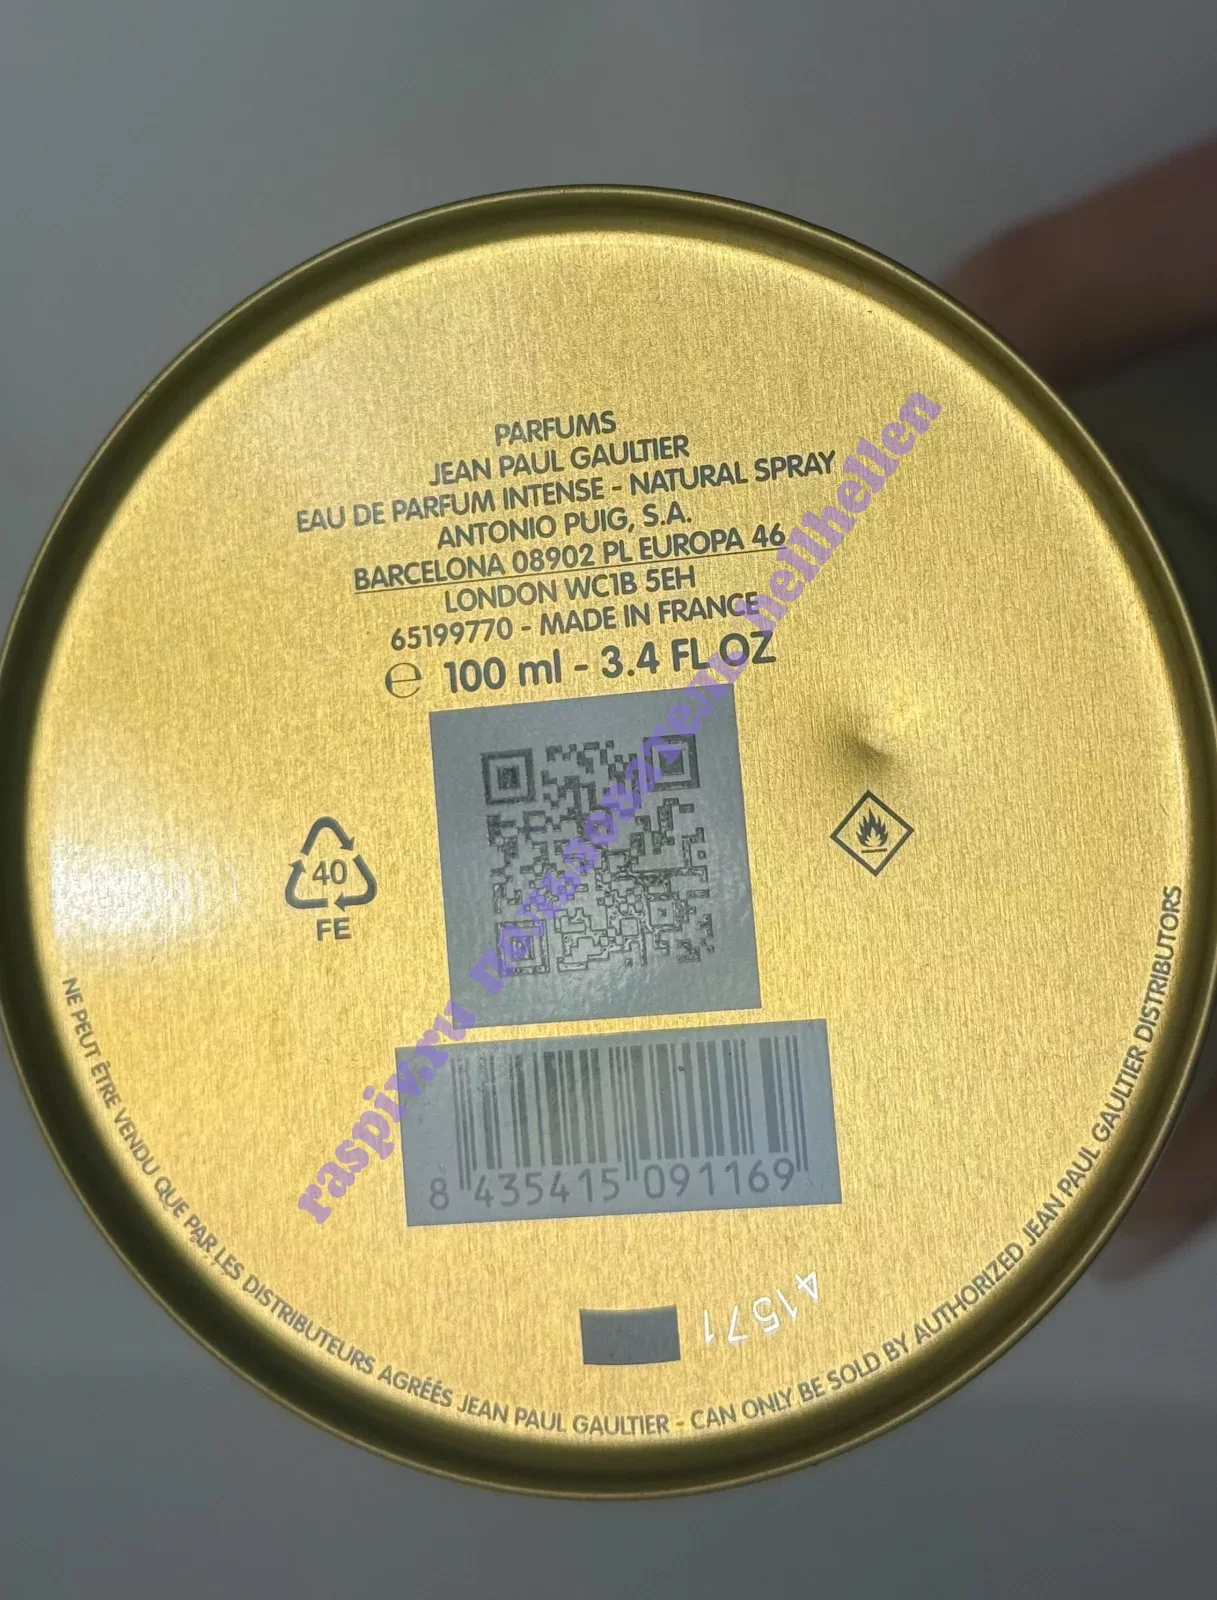 PARFUMS
JEAN PAUL GAULTIER
EAU DE PARFUM INTENSE - NATURAL SPRAY
ANTONIO PUIG, S.A.
BARCELONA 08902 PL EUROPA 46
LONDON WC1B 5EH
65199770 - MADE IN FRANCE
℮ 100 ml - 3.4 FL OZ
40
FE
8 435415 091169
41571
NE PEUT ÊTRE VENDU QUE PAR LES DISTRIBUTEURS AGRÉÉS JEAN PAUL GAULTIER - CAN ONLY BE SOLD BY AUTHORIZED JEAN PAUL GAULTIER DISTRIBUTORS
raspiv.ru пользователь hellhellen